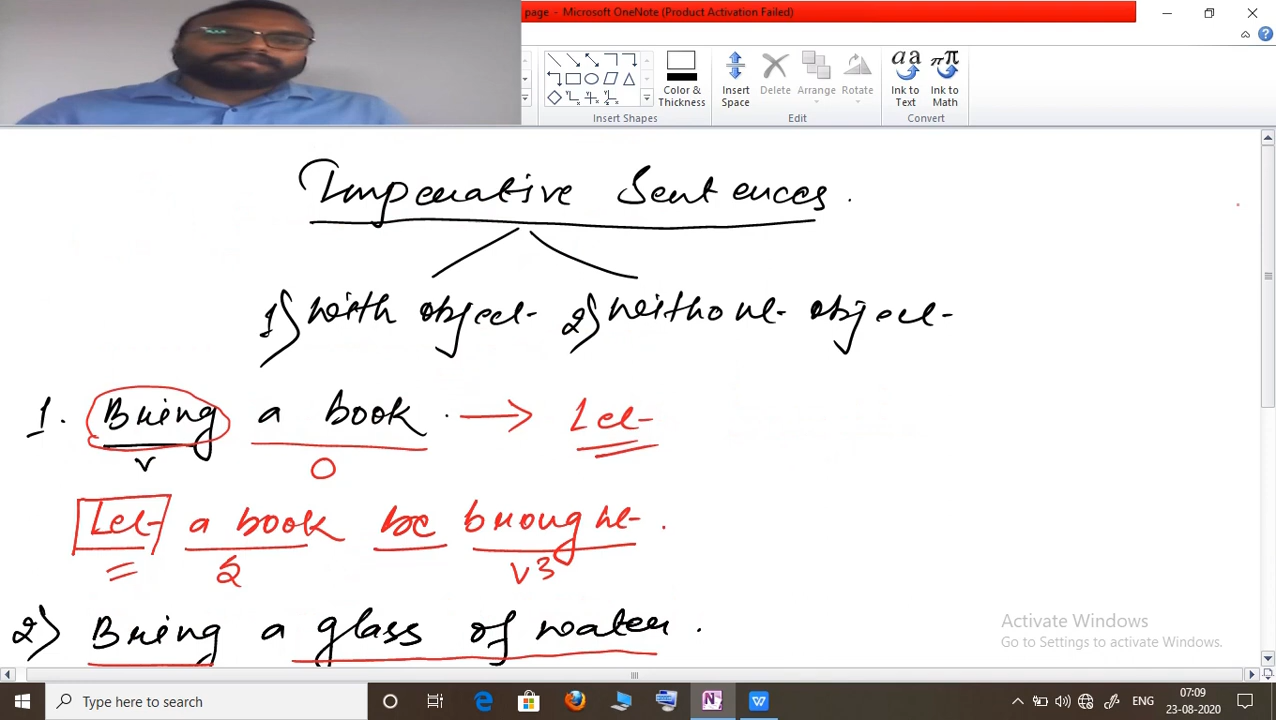 page - Microsoft OneNote (Product Activation Failed)
Color & Thickness
Insert Space
Delete
Arrange
Rotate
Ink to Text
Ink to Math
Insert Shapes
Edit
Convert
Imperative Sentences.
1) with object 2) without object
1. Bring a book. → Let
V O
Let a book be brought.
S V3
2) Bring a glass of water.
Activate Windows
Go to Settings to activate Windows.
Type here to search
ENG
07:09
23-08-2020